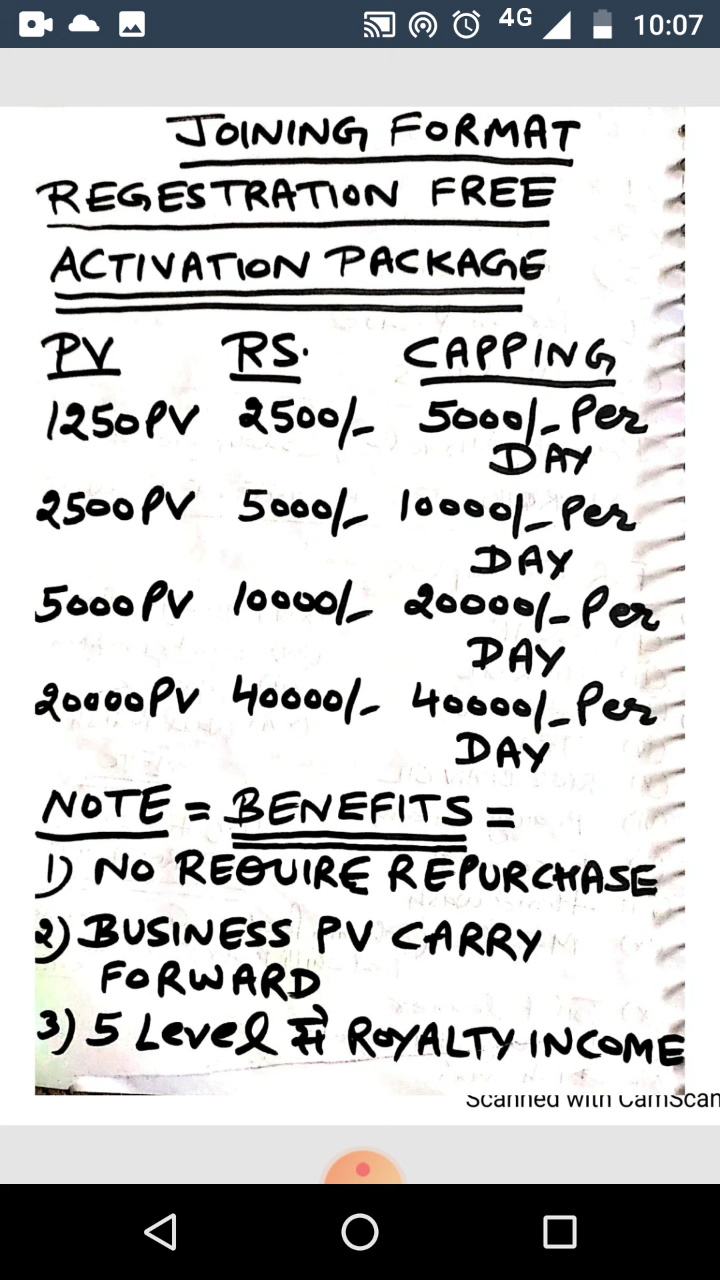 4G 10:07
JOINING FORMAT
REGESTRATION FREE
ACTIVATION PACKAGE
PV RS. CAPPING
1250PV 2500/- 5000/- Per
DAY
2500PV 5000/- 10000/- Per
DAY
5000PV 10000/- 20000/- Per
DAY
20000PV 40000/- 40000/- Per
DAY
NOTE = BENEFITS =
1) NO REQUIRE REPURCHASE
2) BUSINESS PV CARRY
FORWARD
3) 5 Level में ROYALTY INCOME
Scanned with CamScan